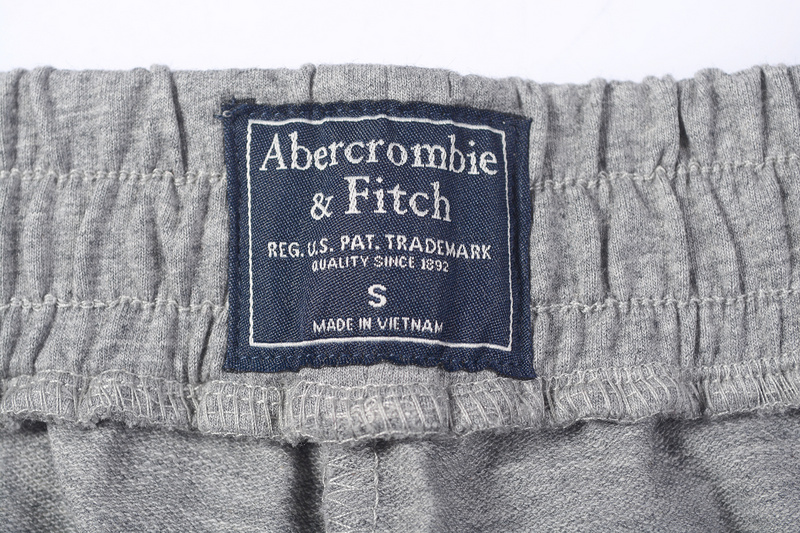 Abercrombie
& Fitch
REG. U.S. PAT. TRADEMARK
QUALITY SINCE 1892
S
MADE IN VIETNAM